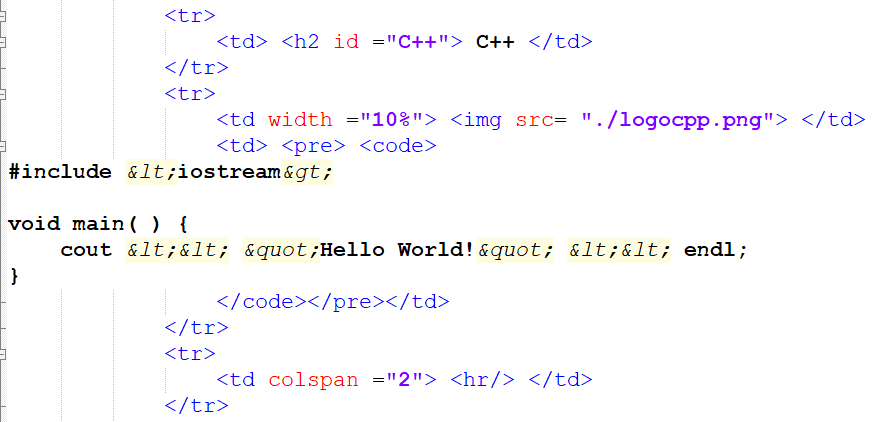 <tr>
<td> <h2 id ="C++"> C++ </td>
</tr>
<tr>
<td width ="10%"> <img src= "./logocpp.png"> </td>
<td> <pre> <code>
#include &lt;iostream&gt;
void main( ) {
cout &lt;&lt; &quot;Hello World!&quot; &lt;&lt; endl;
}
</code></pre></td>
</tr>
<tr>
<td colspan ="2"> <hr/> </td>
</tr>